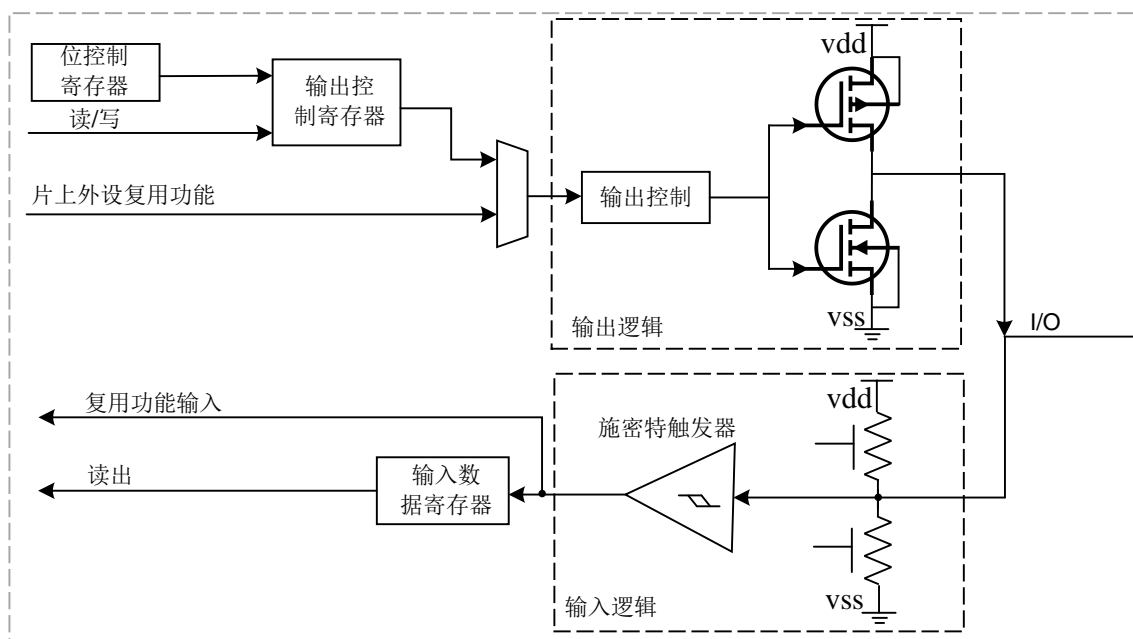 位控制
寄存器
读/写
输出控
制寄存器
片上外设复用功能
输出控制
vdd
vss
输出逻辑
I/O
复用功能输入
读出
输入数
据寄存器
施密特触发器
vdd
vss
输入逻辑